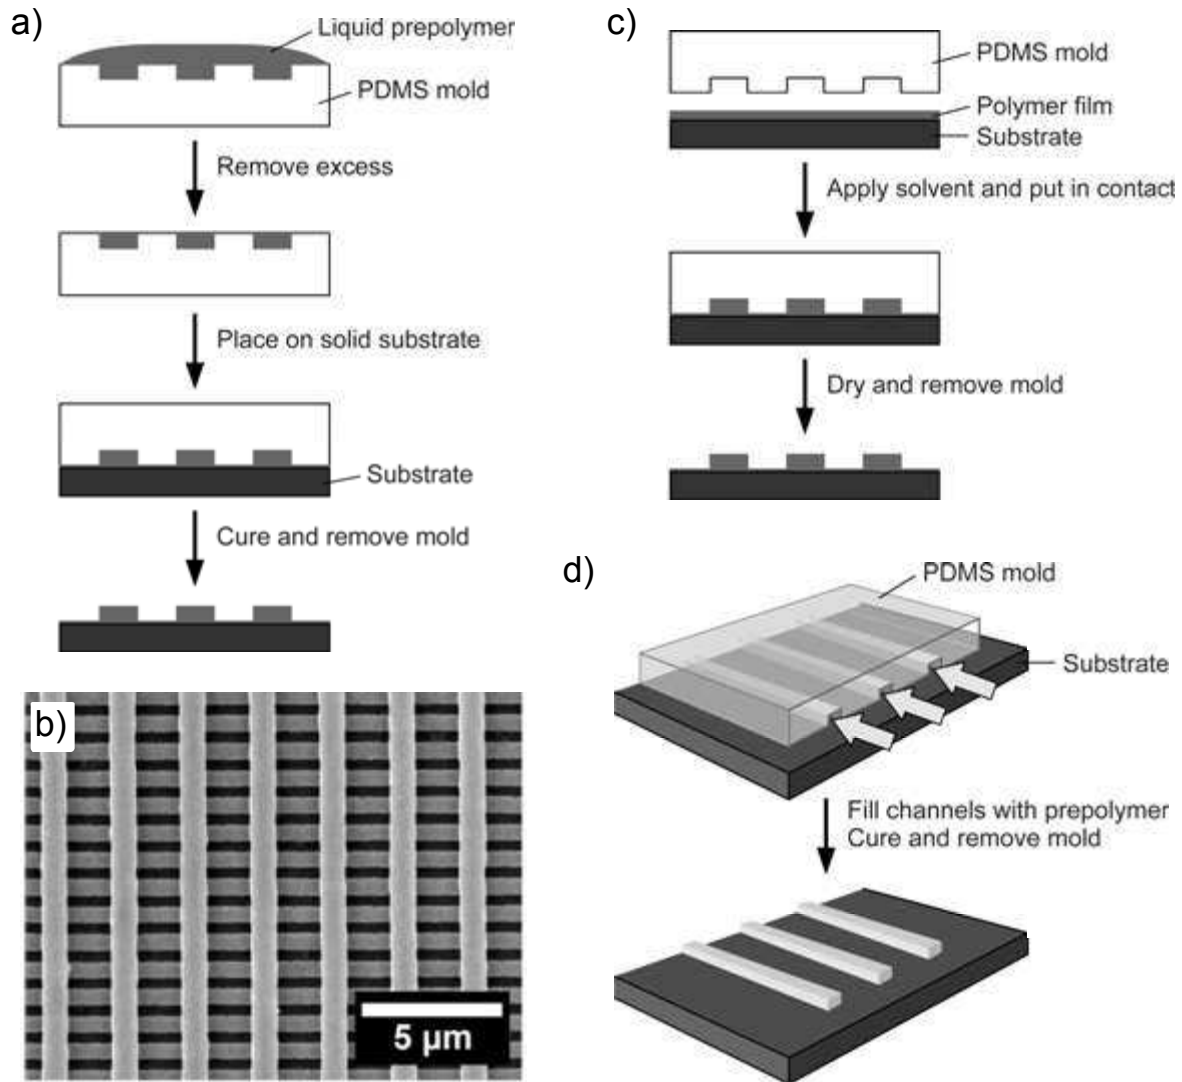 a)
Liquid prepolymer
PDMS mold
Remove excess
Place on solid substrate
Substrate
Cure and remove mold
b)
5 µm
c)
PDMS mold
Polymer film
Substrate
Apply solvent and put in contact
Dry and remove mold
d)
PDMS mold
Substrate
Fill channels with prepolymer
Cure and remove mold